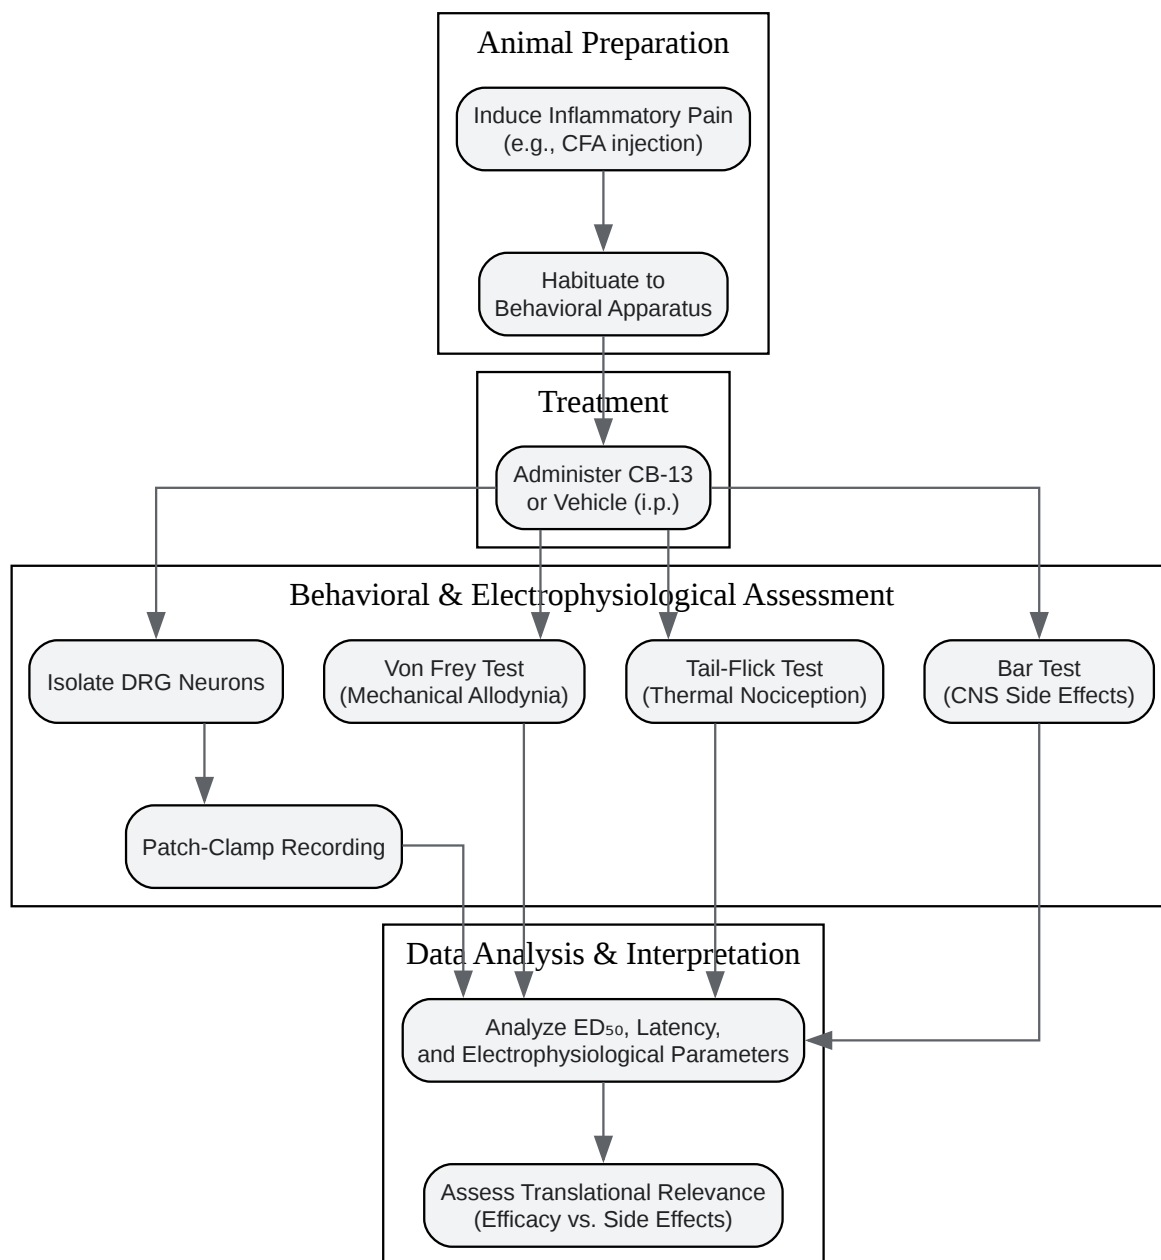 Animal Preparation
Induce Inflammatory Pain
(e.g., CFA injection)
Habituate to
Behavioral Apparatus
Treatment
Administer CB-13
or Vehicle (i.p.)
Behavioral & Electrophysiological Assessment
Isolate DRG Neurons
Von Frey Test
(Mechanical Allodynia)
Tail-Flick Test
(Thermal Nociception)
Bar Test
(CNS Side Effects)
Patch-Clamp Recording
Data Analysis & Interpretation
Analyze ED₅₀, Latency,
and Electrophysiological Parameters
Assess Translational Relevance
(Efficacy vs. Side Effects)